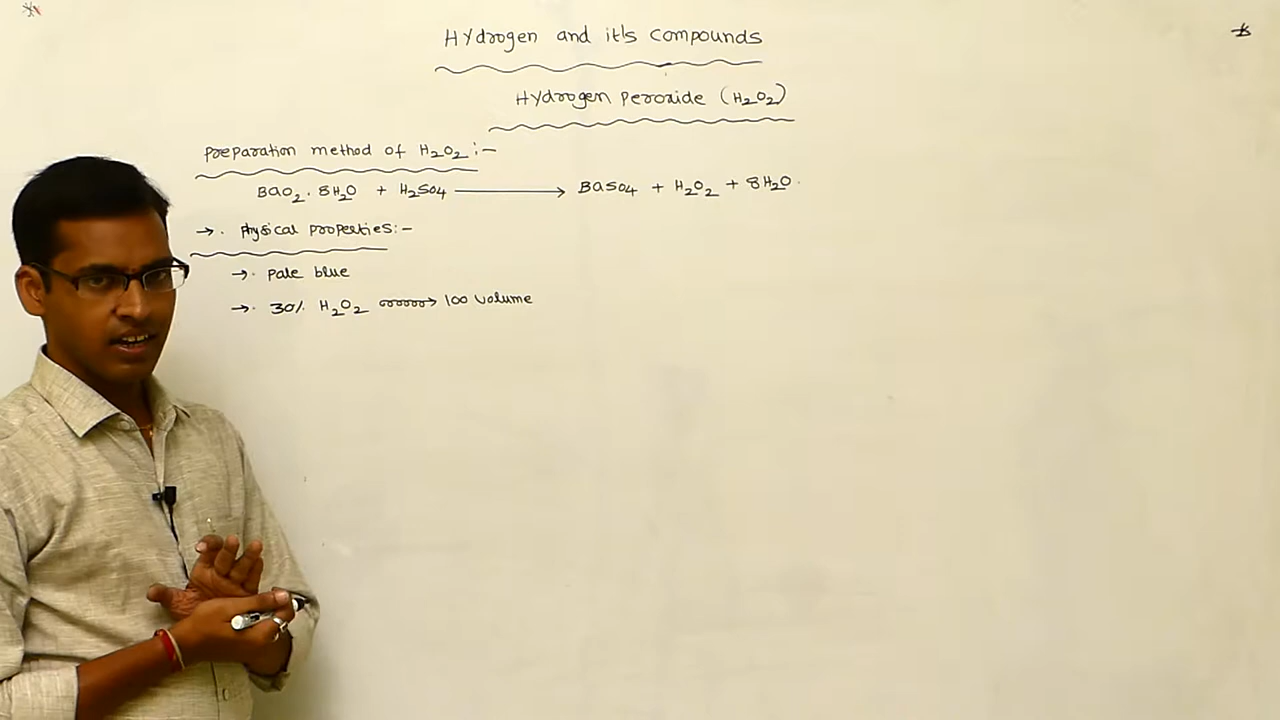 Hydrogen and it's compounds
Hydrogen peroxide (H₂O₂)
preparation method of H₂O₂ :-
BaO₂. 8H₂O + H₂SO₄ ⟶ BaSO₄ + H₂O₂ + 8H₂O.
→. physical properties:-
→. pale blue
→. 30% H₂O₂ → 100 volume